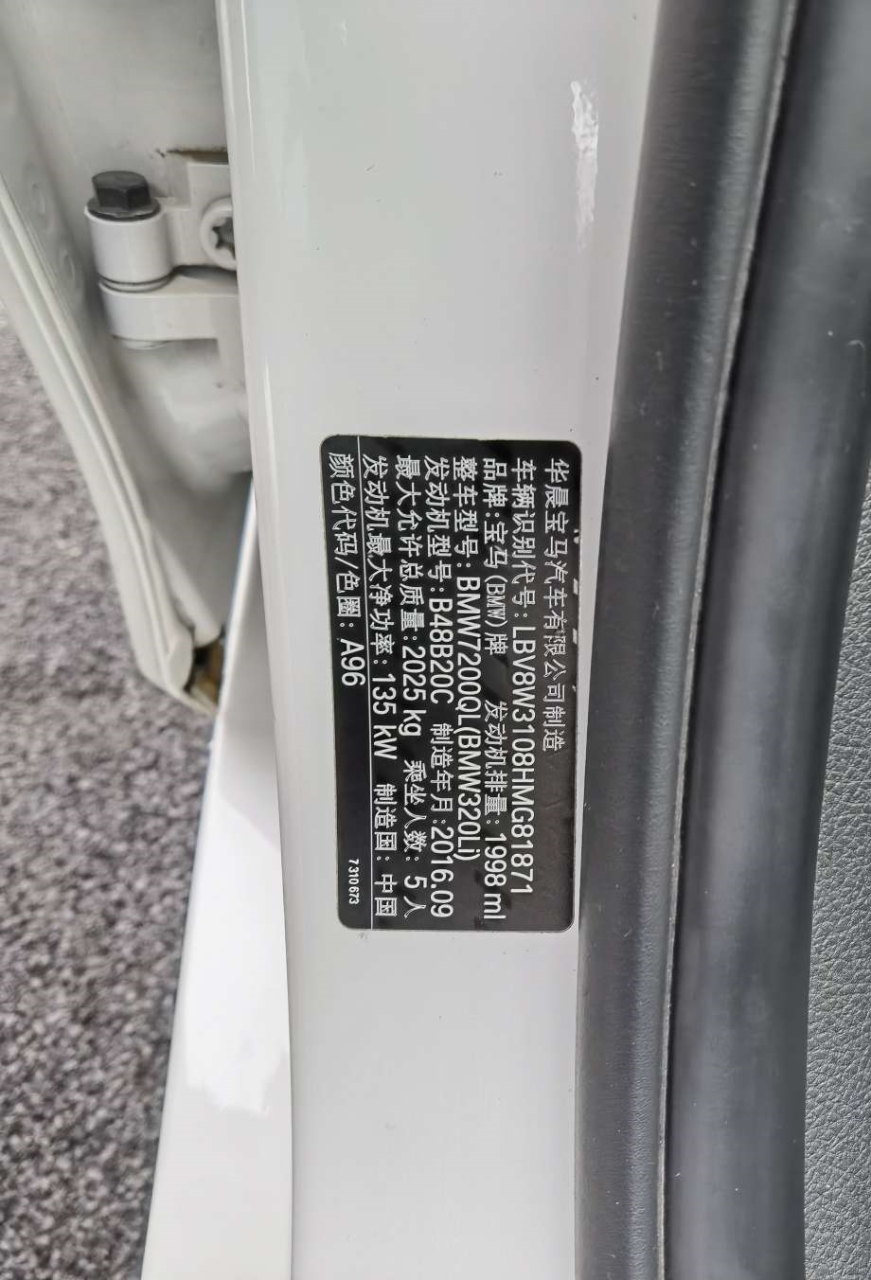 华晨宝马汽车有限公司制造
车辆识别代号:LBV8W3108HMG81871
品牌:宝马(BMW)牌 发动机排量:1998 ml
整车型号:BMW7200QL(BMW320Li)
发动机型号:B48B20C 制造年月:2016.09
最大允许总质量:2025 kg 乘坐人数:5人
发动机最大净功率:135 kW 制造国:中国
颜色代码/色圈:A96
7310673